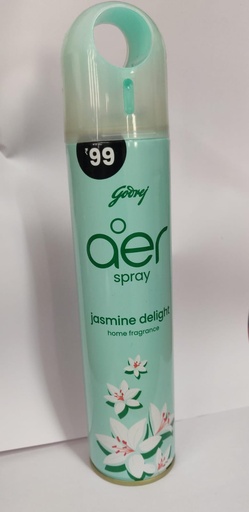 ₹99
Godrej
aer
spray
jasmine delight
home fragrance